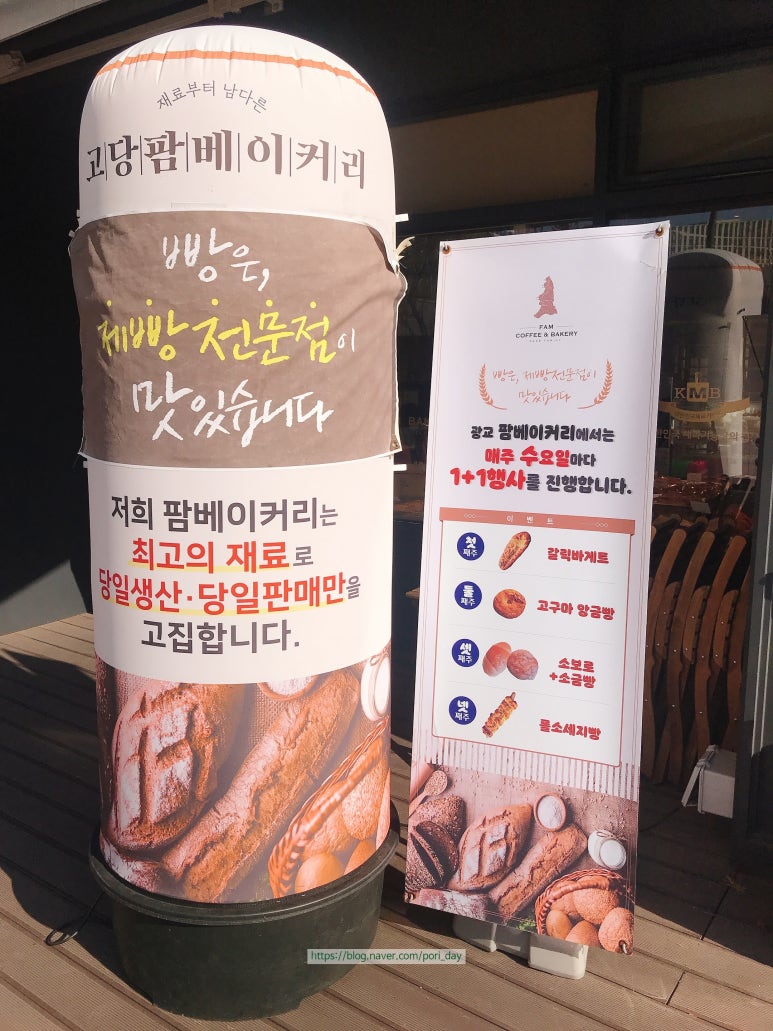 재료부터 남다른
고당팜베이커리
빵은,
제빵 전문점이
맛있습니다
저희 팜베이커리는
최고의 재료로
당일생산·당일판매만을
고집합니다.
FAM
COFFEE & BAKERY
빵은, 제빵전문점이
맛있습니다
광교 팜베이커리에서는
매주 수요일마다
1+1행사를 진행합니다.
이벤트
첫째주 갈릭바게트
둘째주 고구마 앙금빵
셋째주 소보로
+소금빵
넷째주 롤소세지빵
KMB
https://blog.naver.com/pori_day